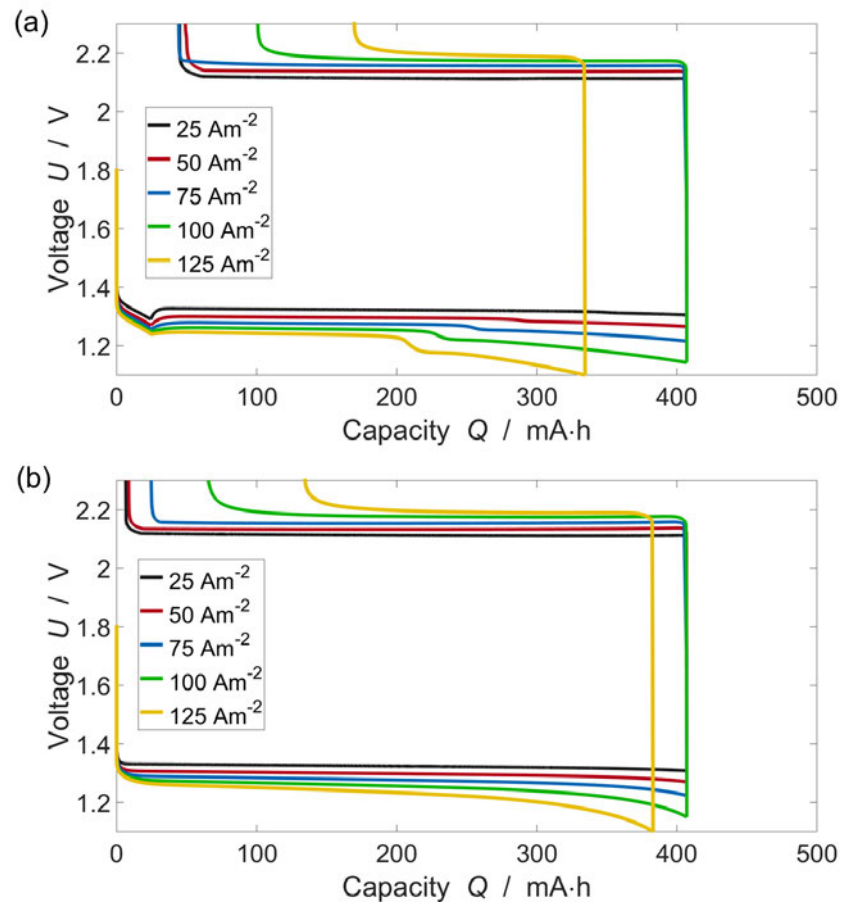 (a)
2.2
2
1.8
1.6
1.4
1.2
Voltage U / V
25 Am⁻²
50 Am⁻²
75 Am⁻²
100 Am⁻²
125 Am⁻²
0 100 200 300 400 500
Capacity Q / mA·h
(b)
2.2
2
1.8
1.6
1.4
1.2
Voltage U / V
25 Am⁻²
50 Am⁻²
75 Am⁻²
100 Am⁻²
125 Am⁻²
0 100 200 300 400 500
Capacity Q / mA·h